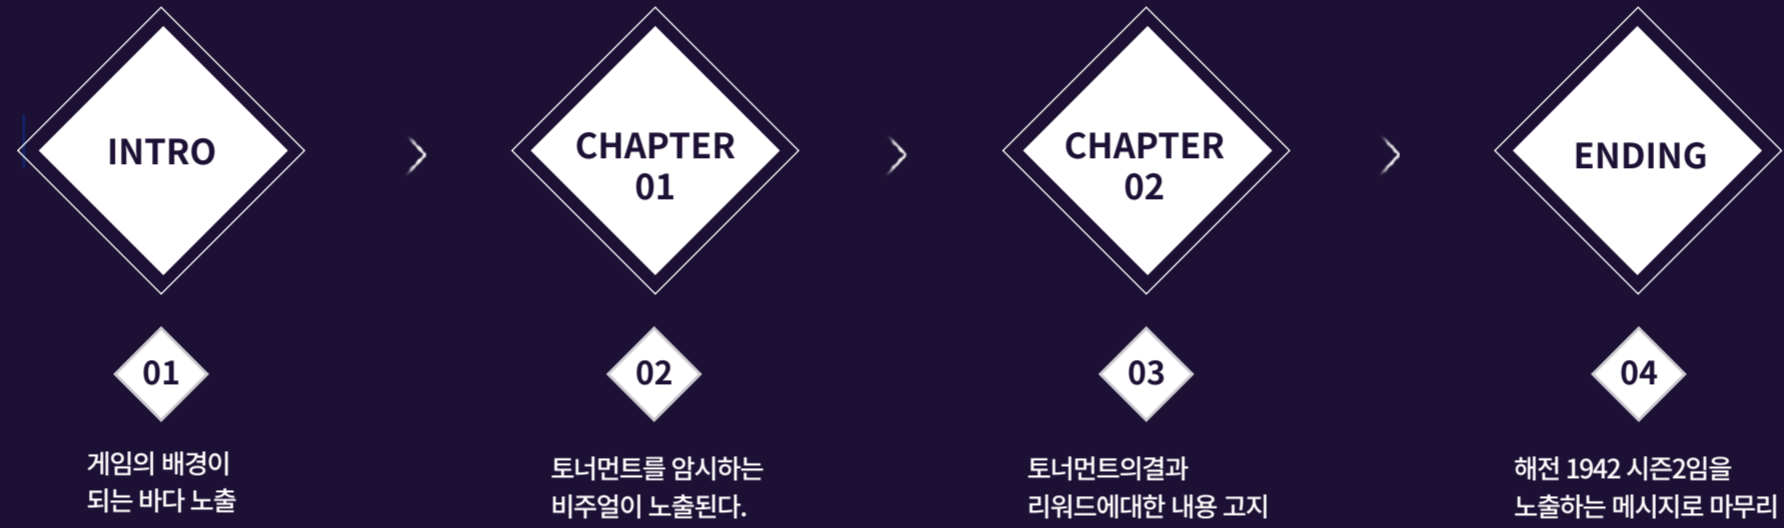 INTRO
CHAPTER
01
CHAPTER
02
ENDING
01
02
03
04
게임의 배경이
되는 바다 노출
토너먼트를 암시하는
비주얼이 노출된다.
토너먼트의결과
리워드에대한 내용 고지
해전 1942 시즌2임을
노출하는 메시지로 마무리